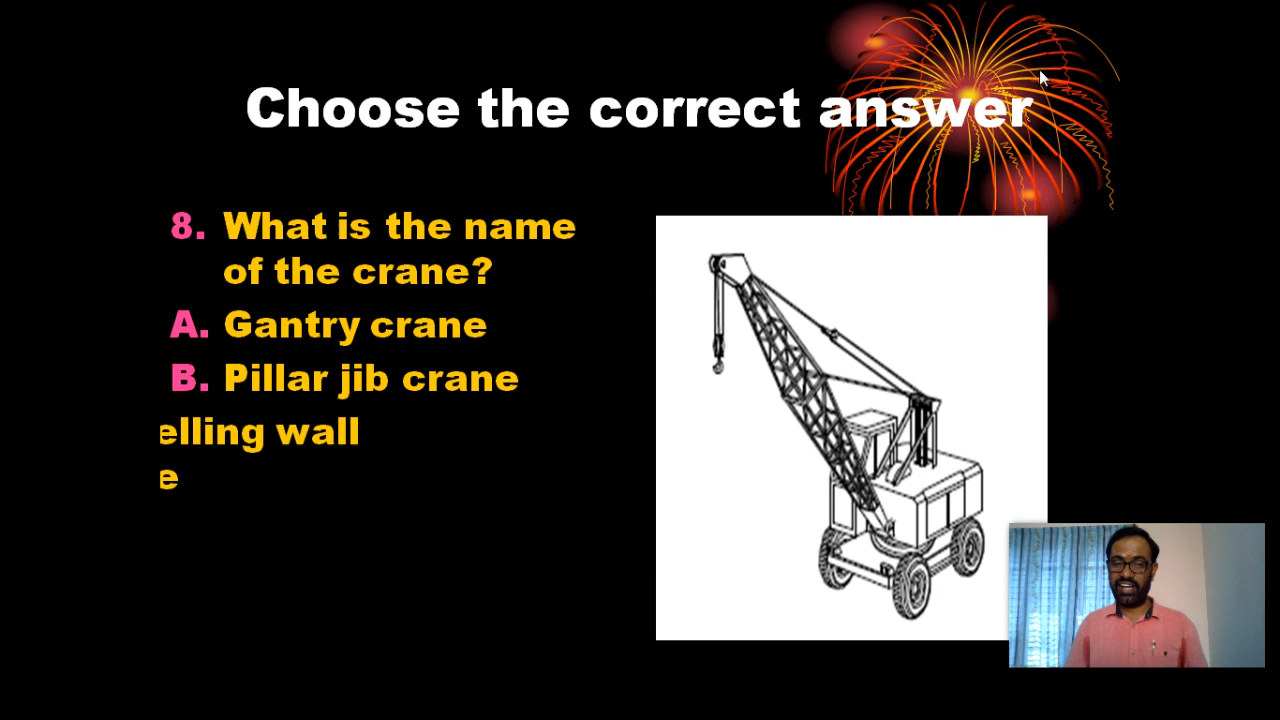 Choose the correct answer
8. What is the name
of the crane?
A. Gantry crane
B. Pillar jib crane
elling wall
e